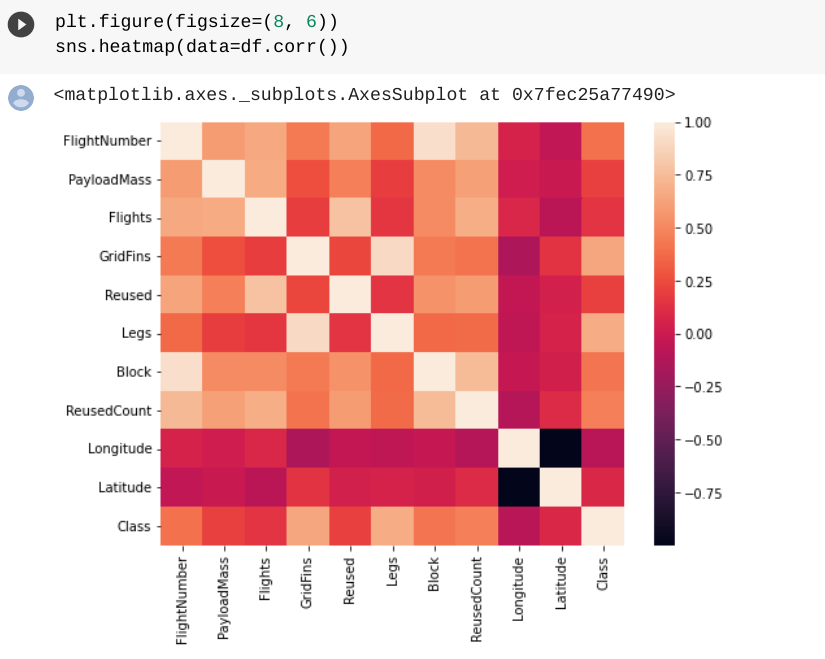 plt.figure(figsize=(8, 6))
sns.heatmap(data=df.corr())
<matplotlib.axes._subplots.AxesSubplot at 0x7fec25a77490>
FlightNumber
PayloadMass
Flights
GridFins
Reused
Legs
Block
ReusedCount
Longitude
Latitude
Class
FlightNumber
PayloadMass
Flights
GridFins
Reused
Legs
Block
ReusedCount
Longitude
Latitude
Class
1.00
0.75
0.50
0.25
0.00
−0.25
−0.50
−0.75